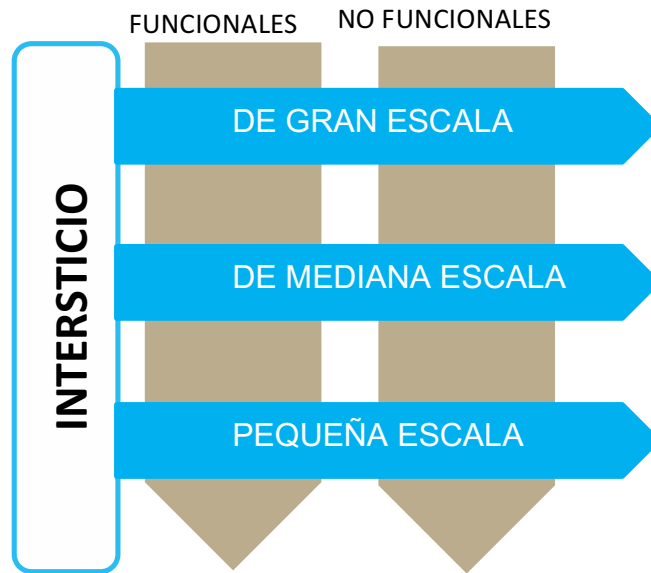 FUNCIONALES
NO FUNCIONALES
INTERSTICIO
DE GRAN ESCALA
DE MEDIANA ESCALA
PEQUEÑA ESCALA